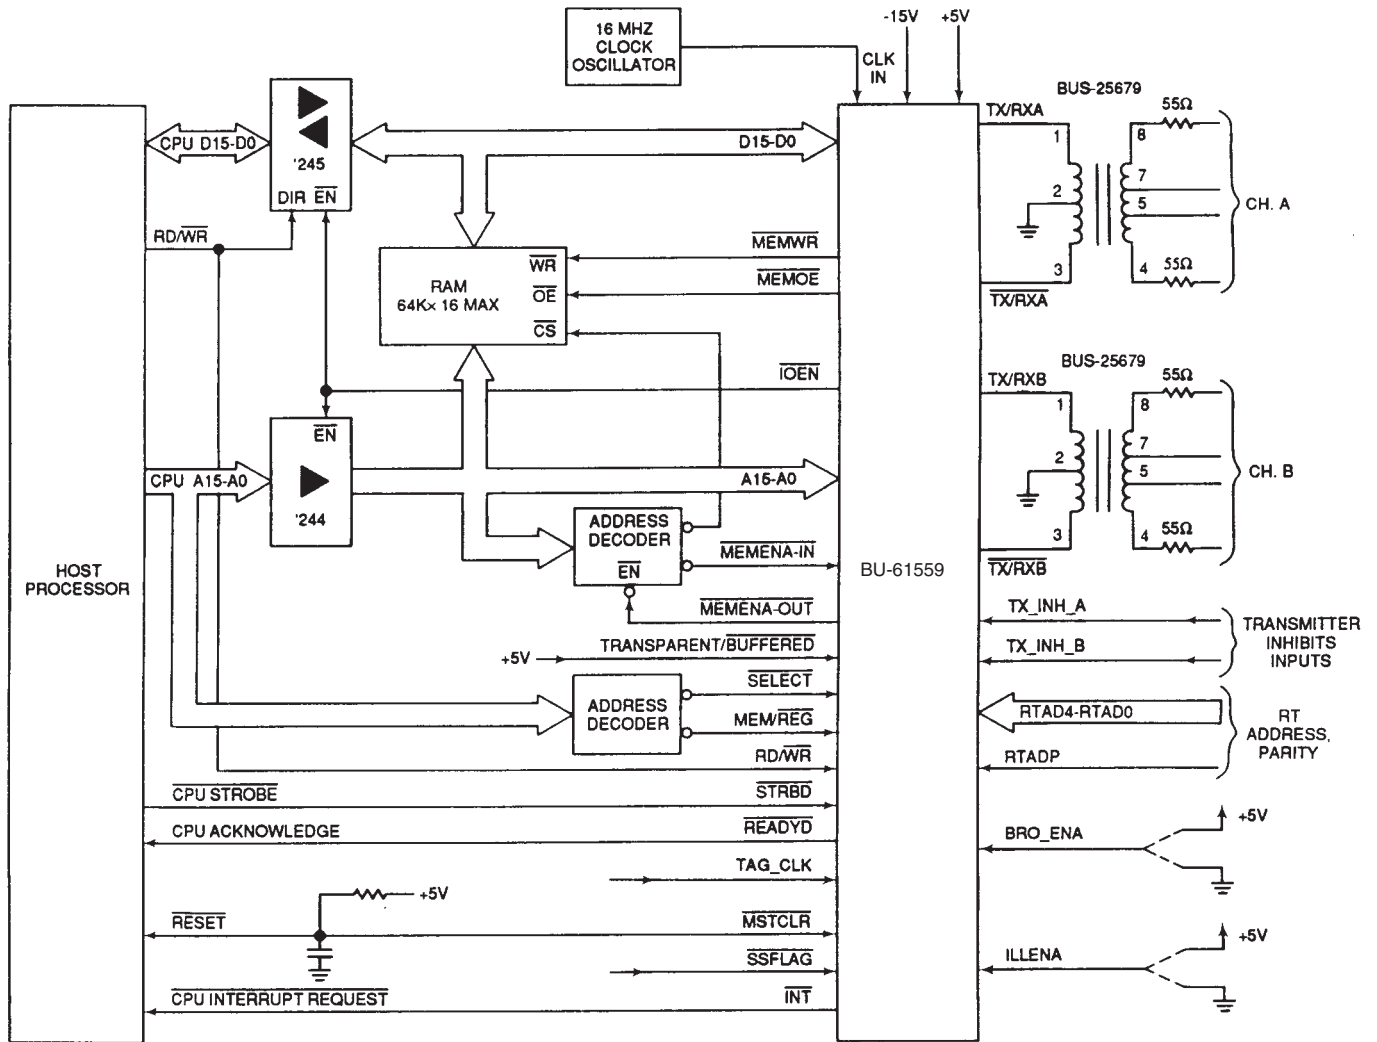 16 MHZ
CLOCK
OSCILLATOR
CLK
IN
-15V
+5V
CPU D15-D0
'245
DIR EN
RD/WR
D15-D0
RAM
64K× 16 MAX
WR
OE
CS
MEMWR
MEMOE
IOEN
EN
CPU A15-A0
'244
A15-A0
ADDRESS
DECODER
EN
MEMENA-IN
MEMENA-OUT
+5V
TRANSPARENT/BUFFERED
ADDRESS
DECODER
SELECT
MEM/REG
RD/WR
HOST
PROCESSOR
CPU STROBE
STRBD
CPU ACKNOWLEDGE
READYD
TAG_CLK
+5V
RESET
MSTCLR
SSFLAG
CPU INTERRUPT REQUEST
INT
BU-61559
TX/RXA
BUS-25679
55Ω
1
8
2
7
5
3
4
55Ω
TX/RXA
CH. A
TX/RXB
BUS-25679
55Ω
1
8
2
7
5
3
4
55Ω
TX/RXB
CH. B
TX_INH_A
TX_INH_B
TRANSMITTER
INHIBITS
INPUTS
RTAD4-RTAD0
RTADP
RT
ADDRESS,
PARITY
BRO_ENA
+5V
ILLENA
+5V